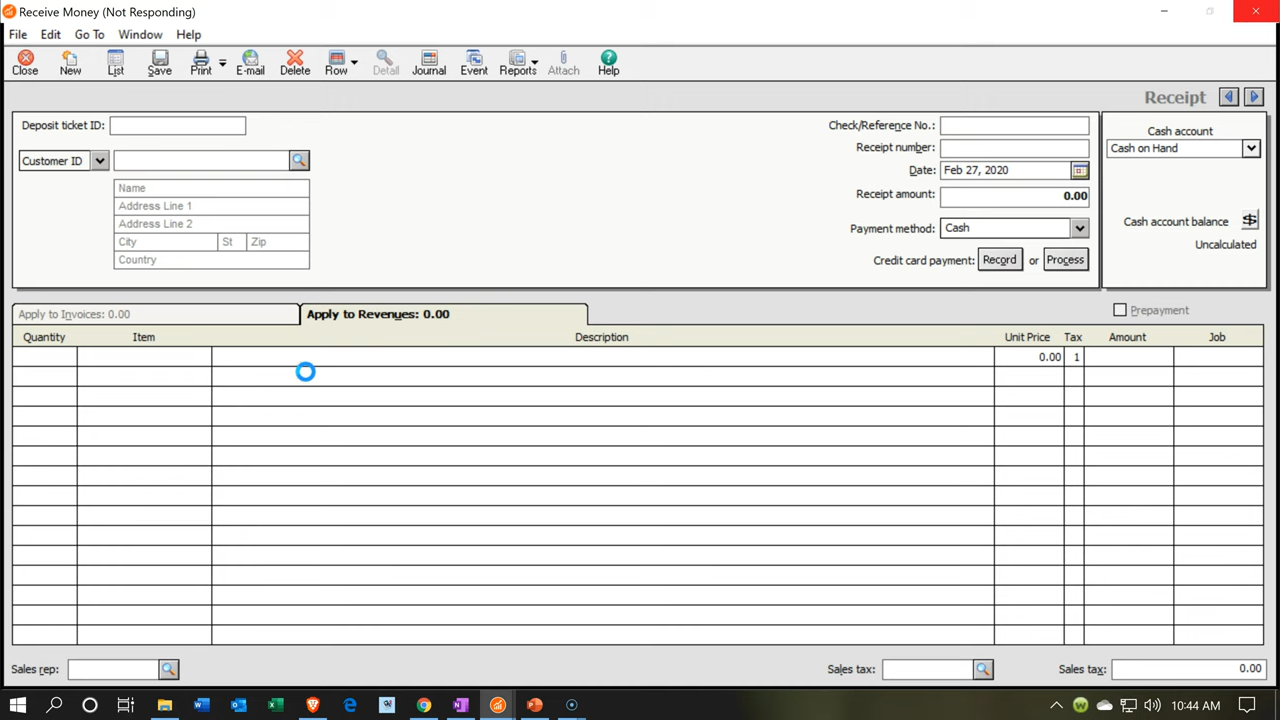 Receive Money (Not Responding)
File Edit Go To Window Help
Close New List Save Print E-mail Delete Row Detail Journal Event Reports Attach Help
Receipt
Deposit ticket ID:
Check/Reference No.:
Cash account
Receipt number:
Cash on Hand
Customer ID
Date: Feb 27, 2020
Name
Receipt amount: 0.00
Address Line 1
Address Line 2
Payment method: Cash
Cash account balance
City St Zip
Uncalculated
Country
Credit card payment: Record or Process
Apply to Invoices: 0.00
Apply to Revenues: 0.00
Prepayment
Quantity Item Description Unit Price Tax Amount Job
0.00 1
Sales rep:
Sales tax:
Sales tax: 0.00
10:44 AM